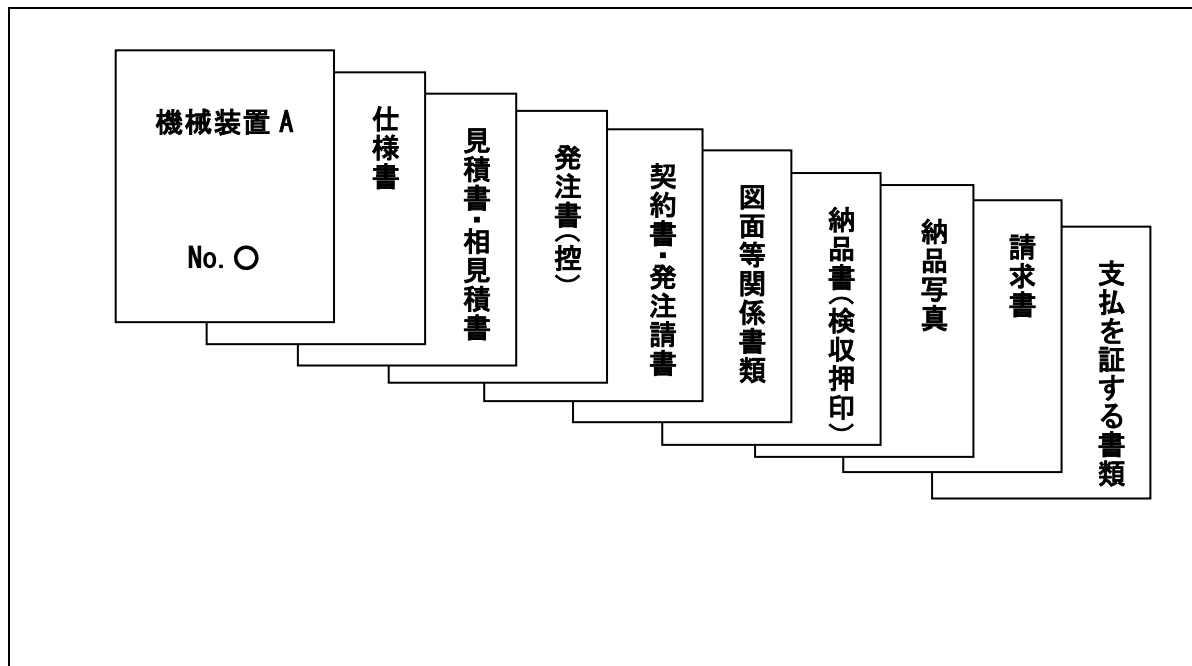 機械装置 A
No. ○
仕様書
見積書・相見積書
発注書(控)
契約書・発注請書
図面等関係書類
納品書(検収押印)
納品写真
請求書
支払を証する書類